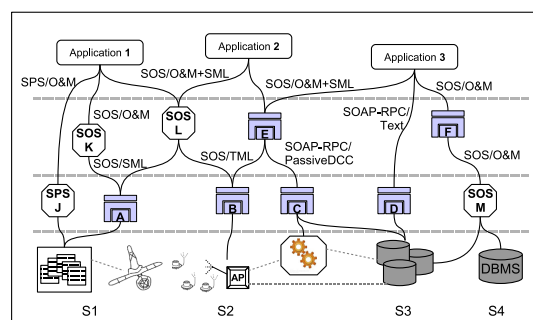 Application 1
Application 2
Application 3
SPS/O&M
SOS/O&M+SML
SOS/O&M+SML
SOS/O&M
SOAP-RPC/
Text
SOS/O&M
SOS
K
SOS
L
E
F
SOAP-RPC/
PassiveDCC
SOS/SML
SOS/TML
SOS/O&M
SPS
J
A
B
C
D
SOS
M
AP
DBMS
S1
S2
S3
S4